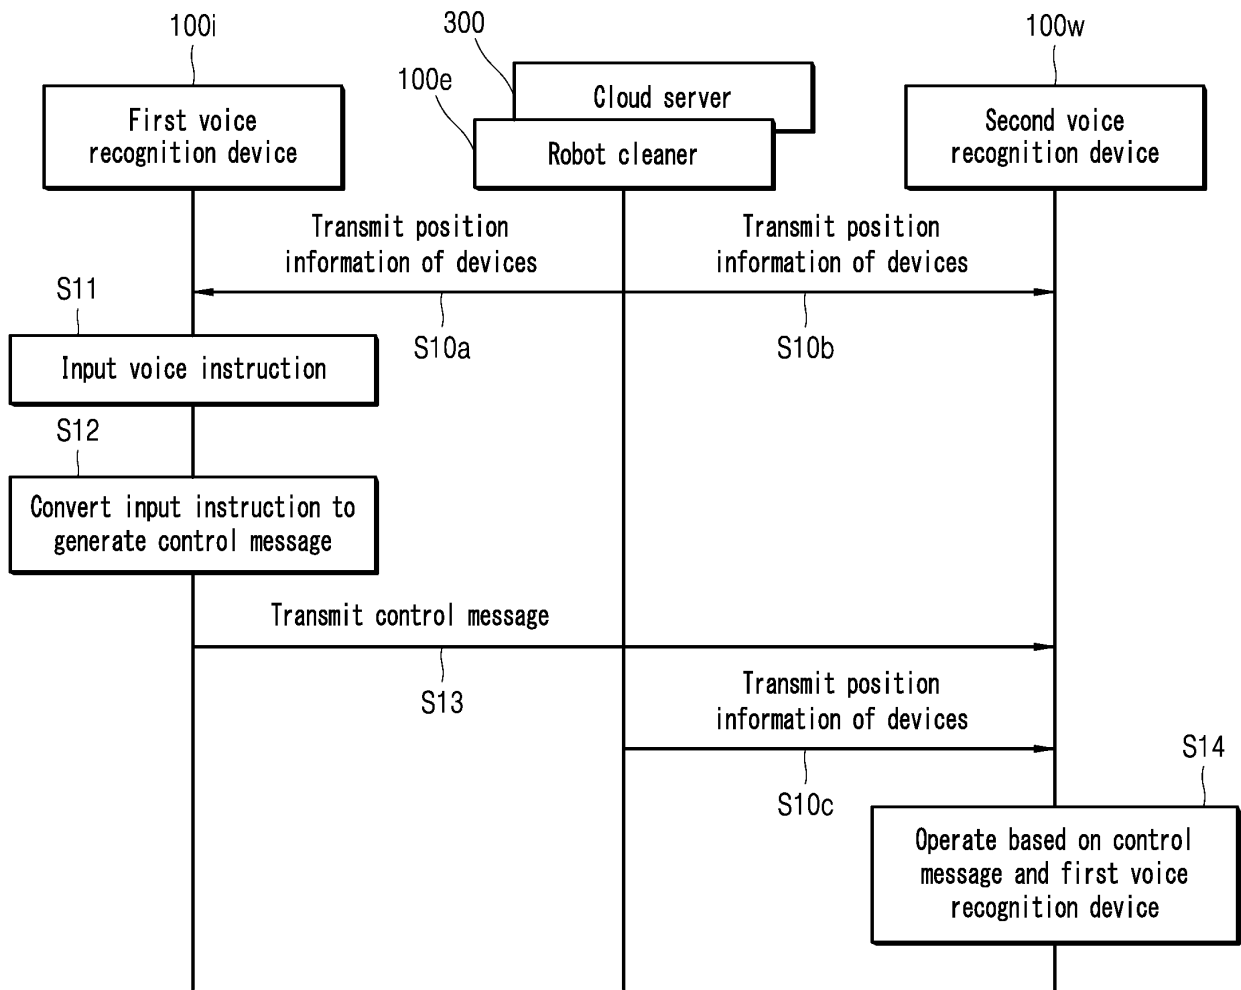 100i
300
100w
100e
Cloud server
First voice
recognition device
Robot cleaner
Second voice
recognition device
Transmit position
information of devices
Transmit position
information of devices
S11
S10a
S10b
Input voice instruction
S12
Convert input instruction to
generate control message
Transmit control message
S13
Transmit position
information of devices
S10c
S14
Operate based on control
message and first voice
recognition device